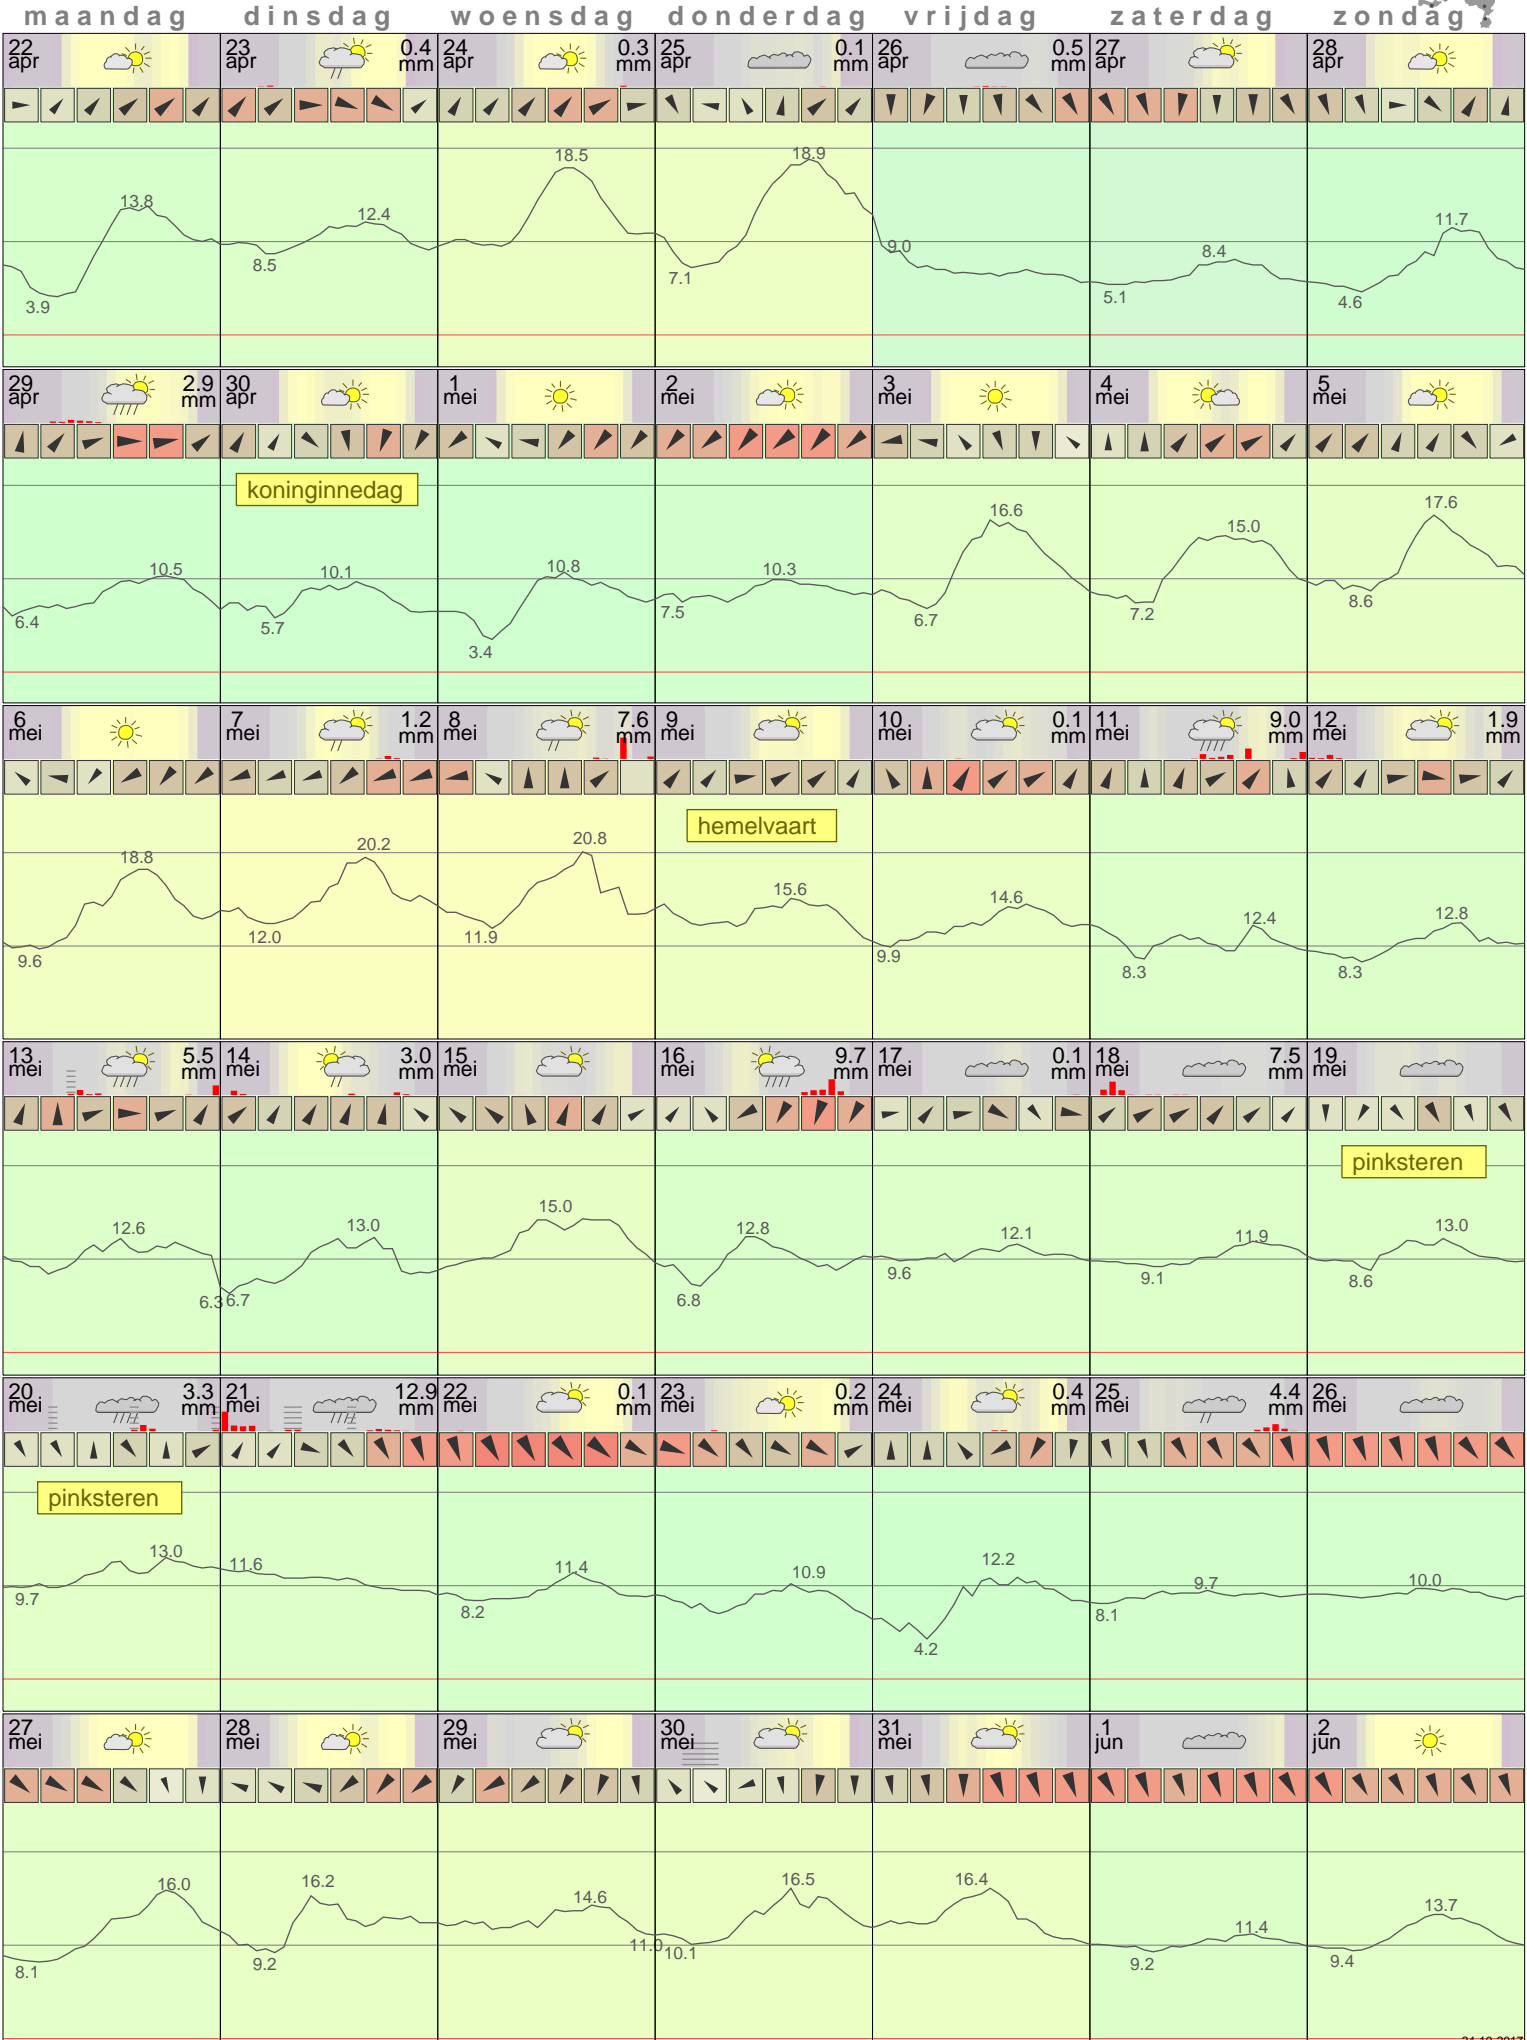 maandag dinsdag woensdag donderdag vrijdag zaterdag zondag
22 apr 23 apr 0.4 mm 24 apr 0.3 mm 25 apr 0.1 mm 26 apr 0.5 mm 27 apr 28 apr
13.8 3.9 12.4 8.5 18.5 18.9 7.1 9.0 8.4 5.1 11.7 4.6
29 apr 2.9 mm 30 apr 1 mei 2 mei 3 mei 4 mei 5 mei
koninginnedag
10.5 6.4 10.1 5.7 10.8 3.4 10.3 7.5 16.6 6.7 15.0 7.2 17.6 8.6
6 mei 7 mei 1.2 mm 8 mei 7.6 mm 9 mei 10 mei 0.1 mm 11 mei 9.0 mm 12 mei 1.9 mm
hemelvaart
18.8 9.6 20.2 12.0 20.8 11.9 15.6 14.6 9.9 12.4 8.3 12.8 8.3
13 mei 5.5 mm 14 mei 3.0 mm 15 mei 16 mei 9.7 mm 17 mei 0.1 mm 18 mei 7.5 mm 19 mei
pinksteren
12.6 6.3 13.0 6.7 15.0 12.8 6.8 12.1 9.6 11.9 9.1 13.0 8.6
20 mei 3.3 mm 21 mei 12.9 mm 22 mei 0.1 mm 23 mei 0.2 mm 24 mei 0.4 mm 25 mei 4.4 mm 26 mei
pinksteren
13.0 9.7 11.6 11.4 8.2 10.9 12.2 4.2 9.7 8.1 10.0
27 mei 28 mei 29 mei 30 mei 31 mei 1 jun 2 jun
16.0 8.1 16.2 9.2 14.6 11.0 16.5 10.1 16.4 11.4 9.2 13.7 9.4